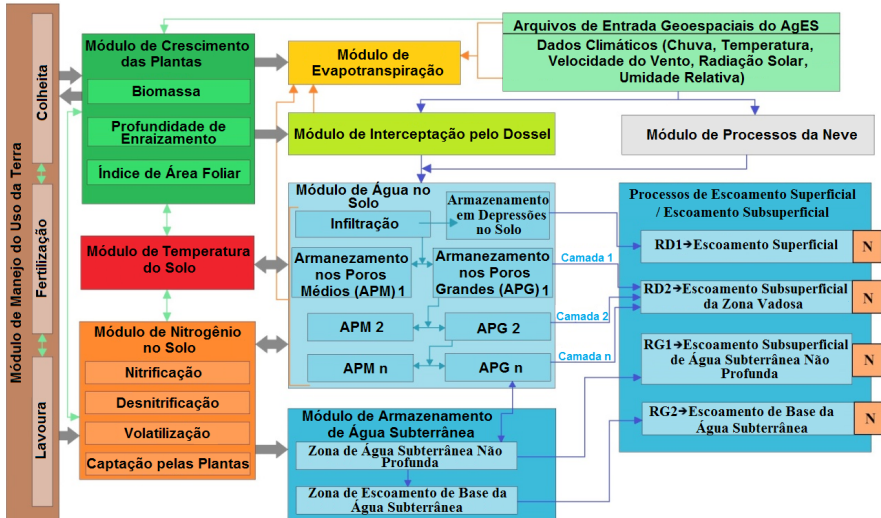 Módulo de Manejo do Uso da Terra
Colheita
Fertilização
Lavoura
Módulo de Crescimento
das Plantas
Biomassa
Profundidade de
Enraizamento
Índice de Área Foliar
Módulo de
Evapotranspiração
Arquivos de Entrada Geoespaciais do AgES
Dados Climáticos (Chuva, Temperatura,
Velocidade do Vento, Radiação Solar,
Umidade Relativa)
Módulo de Interceptação pelo Dossel
Módulo de Processos da Neve
Módulo de Temperatura
do Solo
Módulo de Água no
Solo
Infiltração
Armazenamento
em Depressões
no Solo
Armanezamento
nos Poros
Médios (APM) 1
Armanezamento
nos Poros
Grandes (APG) 1
APM 2
APG 2
APM n
APG n
Camada 1
Camada 2
Camada n
Processos de Escoamento Superficial
/ Escoamento Subsuperficial
RD1→Escoamento Superficial
N
RD2→Escoamento Subsuperficial
da Zona Vadosa
N
RG1→Escoamento Subsuperficial
de Água Subterrânea Não
Profunda
N
RG2→Escoamento de Base da
Água Subterrânea
N
Módulo de Nitrogênio
no Solo
Nitrificação
Desnitrificação
Volatilização
Captação pelas Plantas
Módulo de Armazenamento
de Água Subterrânea
Zona de Água Subterrânea Não
Profunda
Zona de Escoamento de Base da
Água Subterrânea